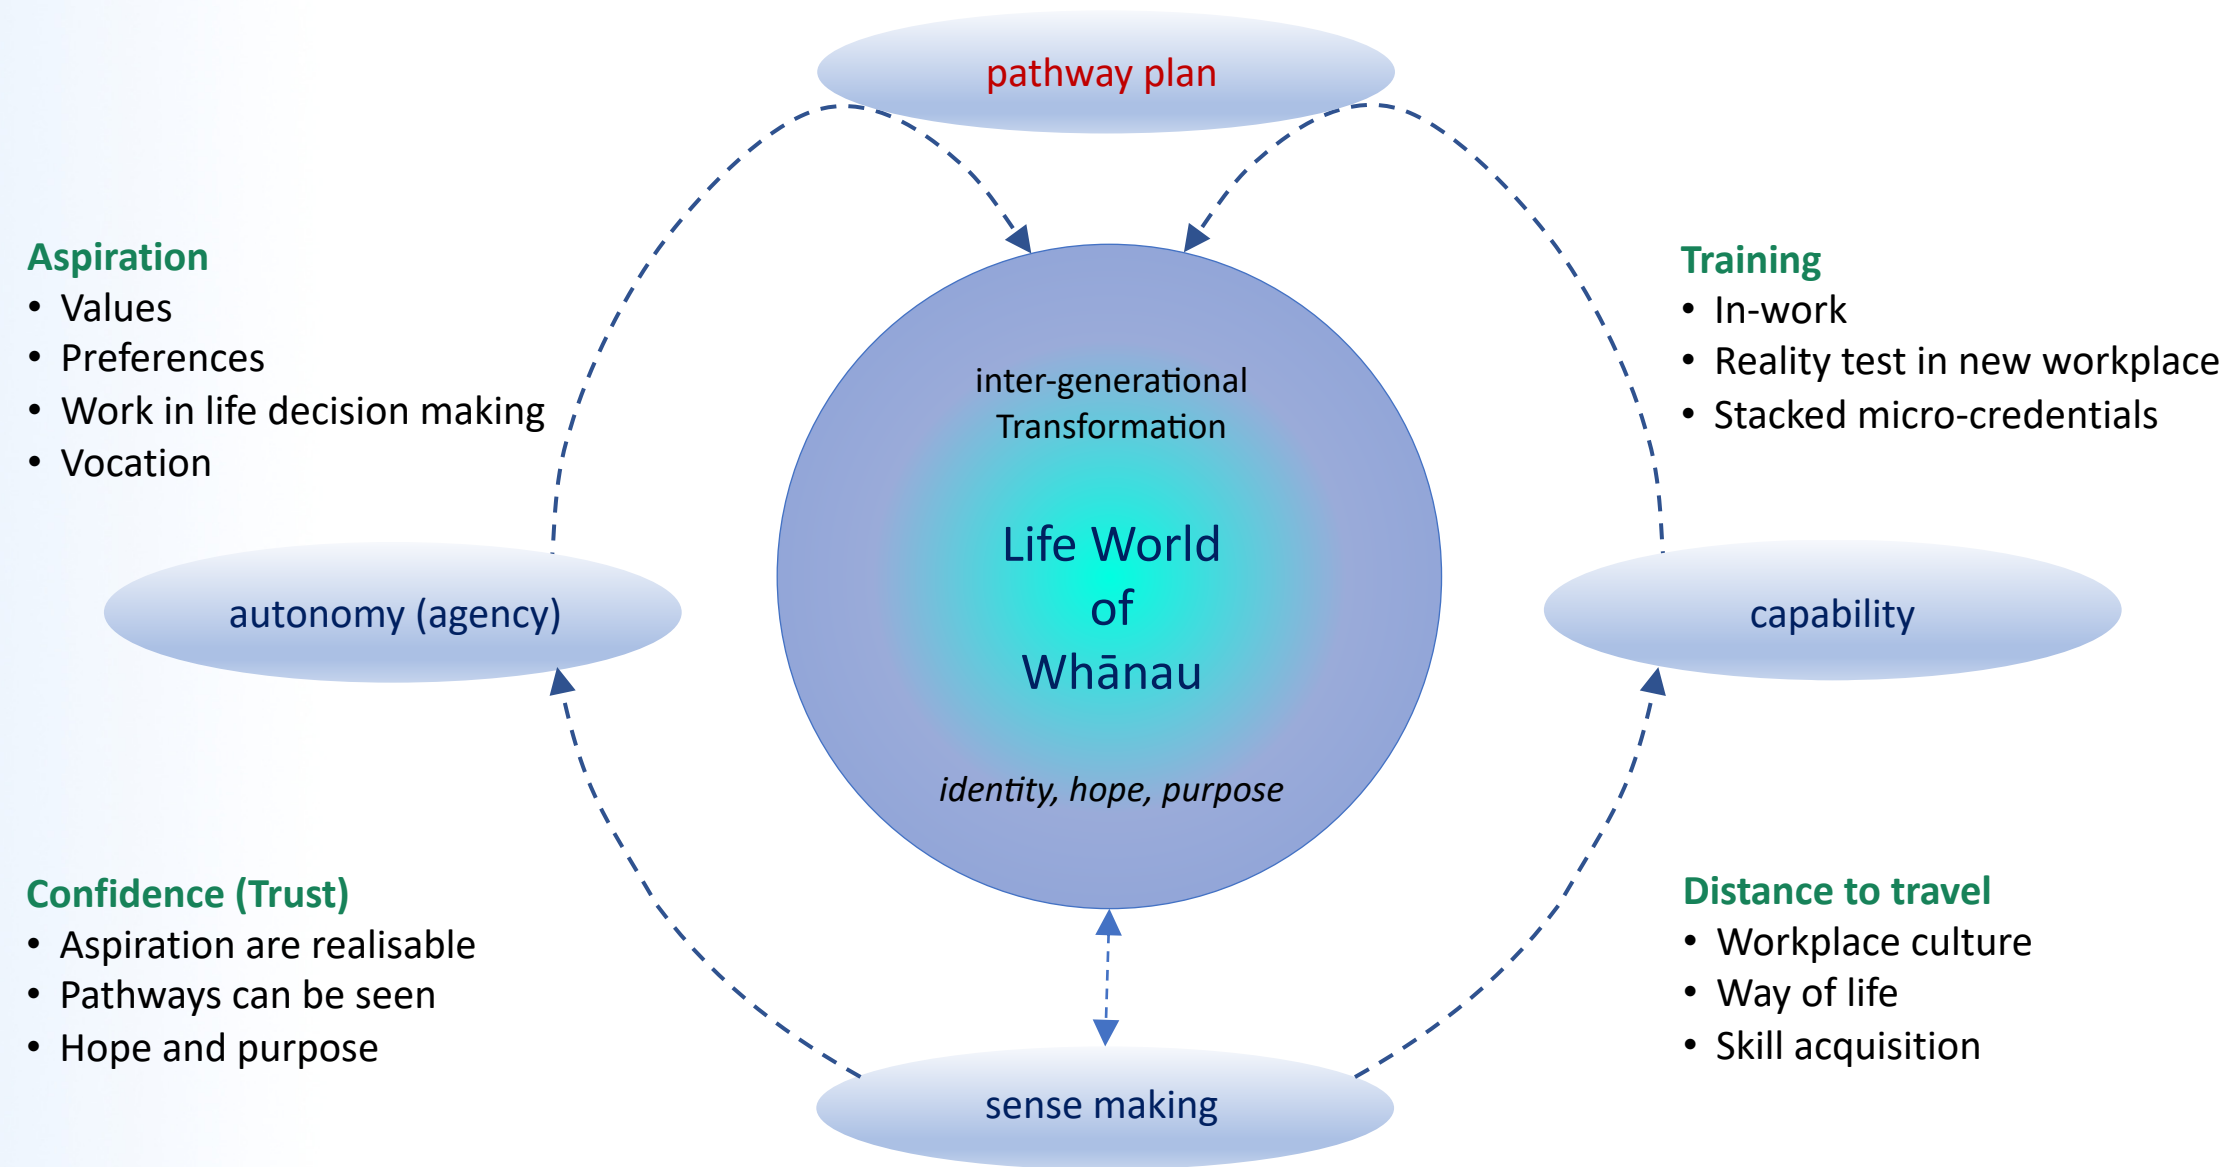 pathway plan
Aspiration
• Values
• Preferences
• Work in life decision making
• Vocation
Training
• In-work
• Reality test in new workplace
• Stacked micro-credentials
inter-generational
Transformation
Life World
of
Whānau
identity, hope, purpose
autonomy (agency)
capability
Confidence (Trust)
• Aspiration are realisable
• Pathways can be seen
• Hope and purpose
Distance to travel
• Workplace culture
• Way of life
• Skill acquisition
sense making